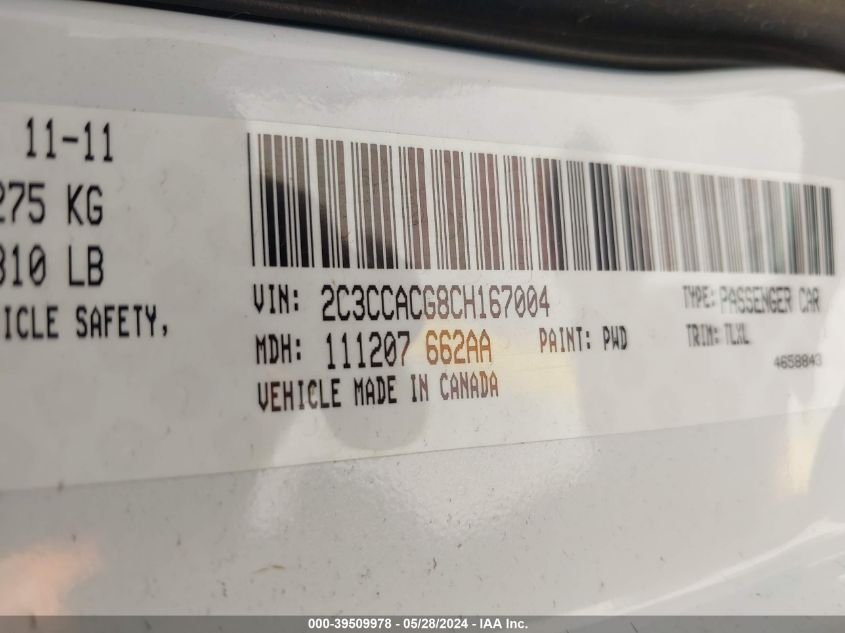 11-11
275 KG
810 LB
ICLE SAFETY,
VIN: 2C3CCACG8CH167004
TYPE: PASSENGER CAR
MDH: 111207 662AA
PAINT: PWD
TRIM: TLXL
4658843
VEHICLE MADE IN CANADA
000-39509978 - 05/28/2024 - IAA Inc.